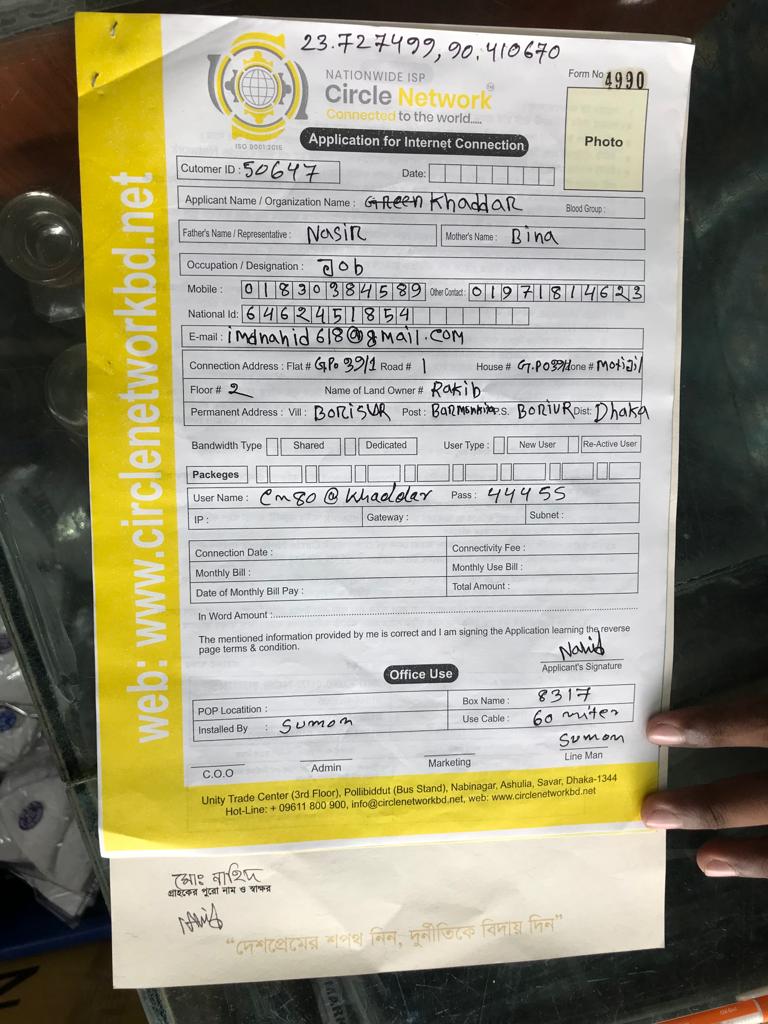 23.727499, 90.410670
NATIONWIDE ISP
Circle Network
Connected to the world.....
ISO 9001:2015
Form No 4990
Photo
Application for Internet Connection
Cutomer ID : 50647 Date:
Applicant Name / Organization Name : Green Khaddar Blood Group :
Father's Name / Representative : Nasir Mother's Name : Bina
Occupation / Designation : Job
Mobile : 01830384589 Other Contact : 01971814623
National Id: 6462451854
E-mail : imdnahid618@gmail.com
Connection Address : Flat # G.Po 39/1 Road # 1 House # G.PO 39/1 one # Motijil
Floor # 2 Name of Land Owner # Rakib
Permanent Address : Vill : BORISUR Post : P.S. BORIUR Dist: Dhaka
Bandwidth Type Shared Dedicated User Type : New User Re-Active User
Packeges
User Name : Cn80@Khaddar Pass : 44455
IP : Gateway : Subnet :
Connection Date : Connectivity Fee :
Monthly Bill : Monthly Use Bill :
Date of Monthly Bill Pay : Total Amount :
In Word Amount :
The mentioned information provided by me is correct and I am signing the Application learning the reverse
page terms & condition.
Nahid
Applicant's Signature
Office Use
POP Locatition : Box Name : 8317
Installed By : Sumon Use Cable : 60 miter
Sumon
C.O.O Admin Marketing Line Man
Unity Trade Center (3rd Floor), Pollibiddut (Bus Stand), Nabinagar, Ashulia, Savar, Dhaka-1344
Hot-Line: + 09611 800 900, info@circlenetworkbd.net, web: www.circlenetworkbd.net
web: www.circlenetworkbd.net
মোঃ নাহিদ
গ্রাহকের পুরো নাম ও স্বাক্ষর
Nahid
“দেশপ্রেমের শপথ নিন, দুর্নীতিকে বিদায় দিন”